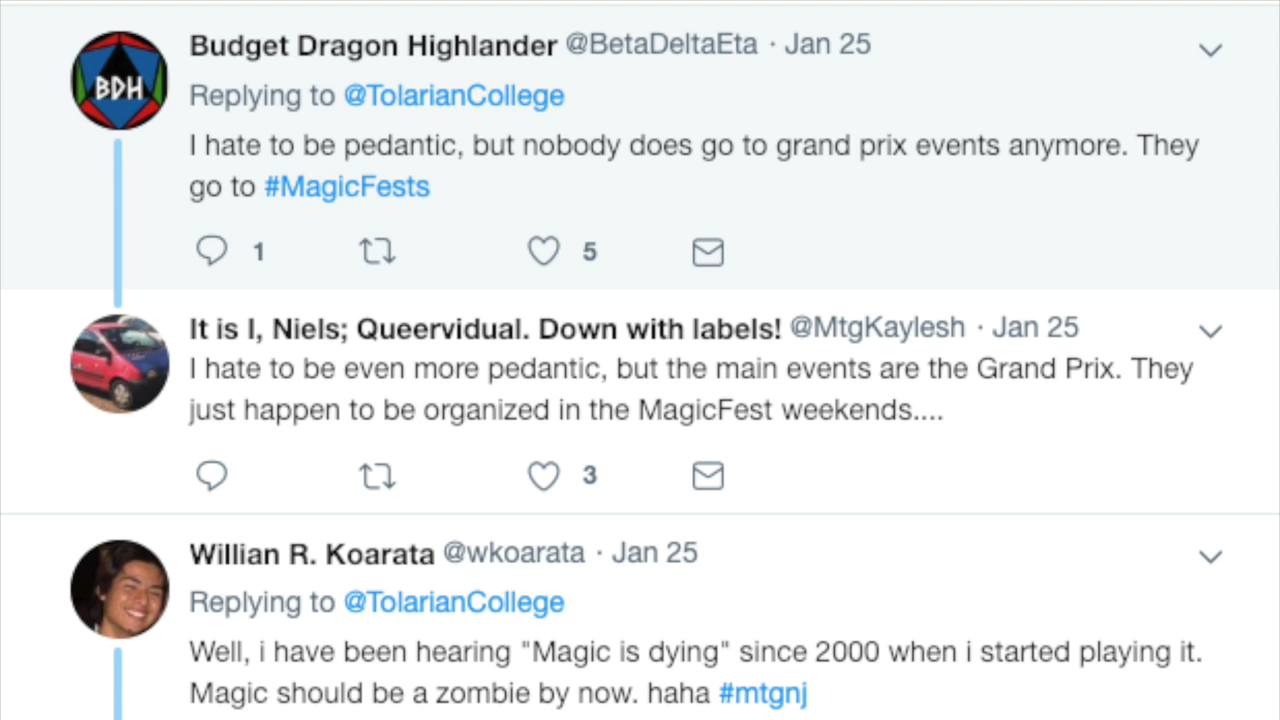 BDH
Budget Dragon Highlander @BetaDeltaEta · Jan 25
Replying to @TolarianCollege
I hate to be pedantic, but nobody does go to grand prix events anymore. They
go to #MagicFests
1 5
It is I, Niels; Queervidual. Down with labels! @MtgKaylesh · Jan 25
I hate to be even more pedantic, but the main events are the Grand Prix. They
just happen to be organized in the MagicFest weekends....
3
Willian R. Koarata @wkoarata · Jan 25
Replying to @TolarianCollege
Well, i have been hearing "Magic is dying" since 2000 when i started playing it.
Magic should be a zombie by now. haha #mtgnj